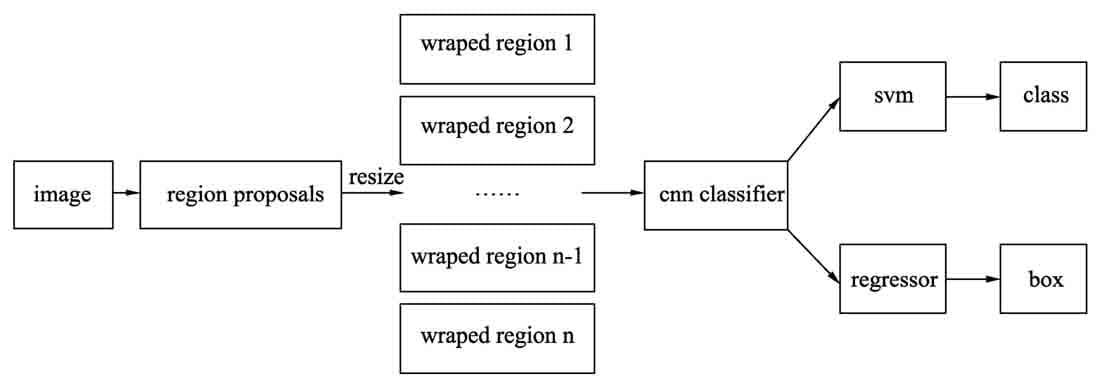 image
region proposals
resize
wraped region 1
wraped region 2
......
wraped region n-1
wraped region n
cnn classifier
svm
class
regressor
box